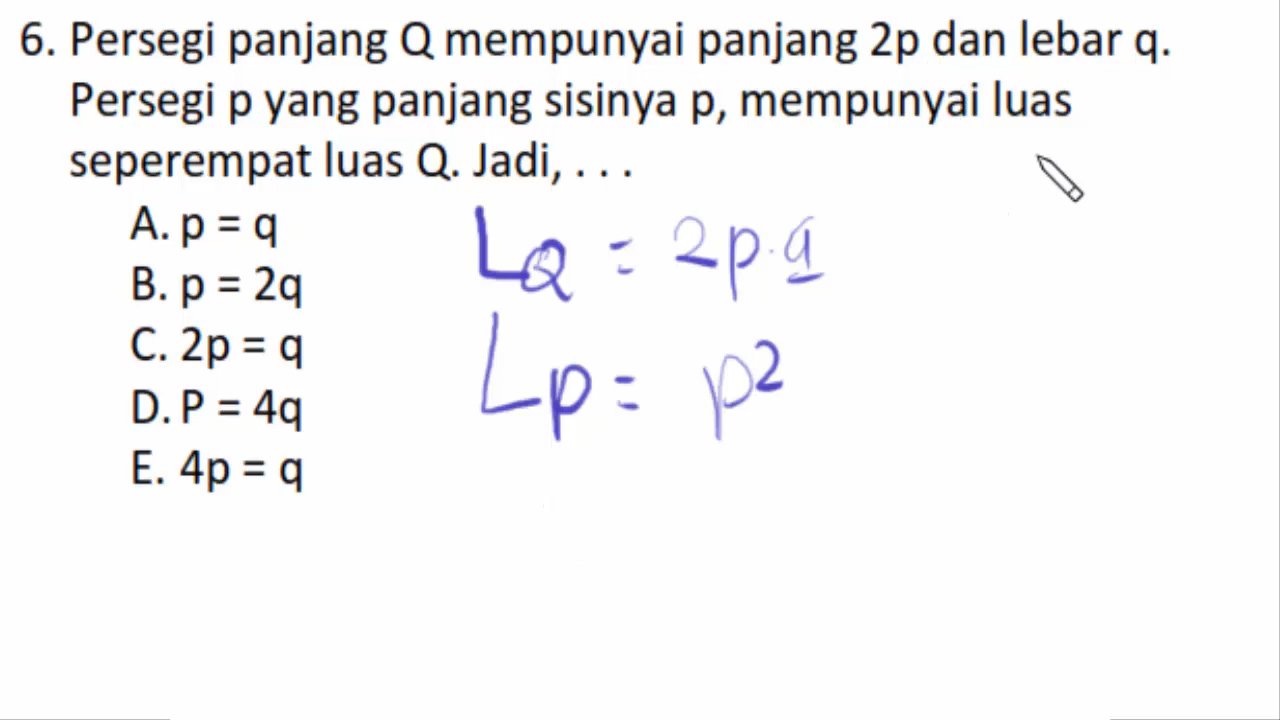 6. Persegi panjang Q mempunyai panjang 2p dan lebar q.
Persegi p yang panjang sisinya p, mempunyai luas
seperempat luas Q. Jadi, . . .
A. p = q
B. p = 2q
C. 2p = q
D. P = 4q
E. 4p = q
LQ = 2p.q
Lp = p²